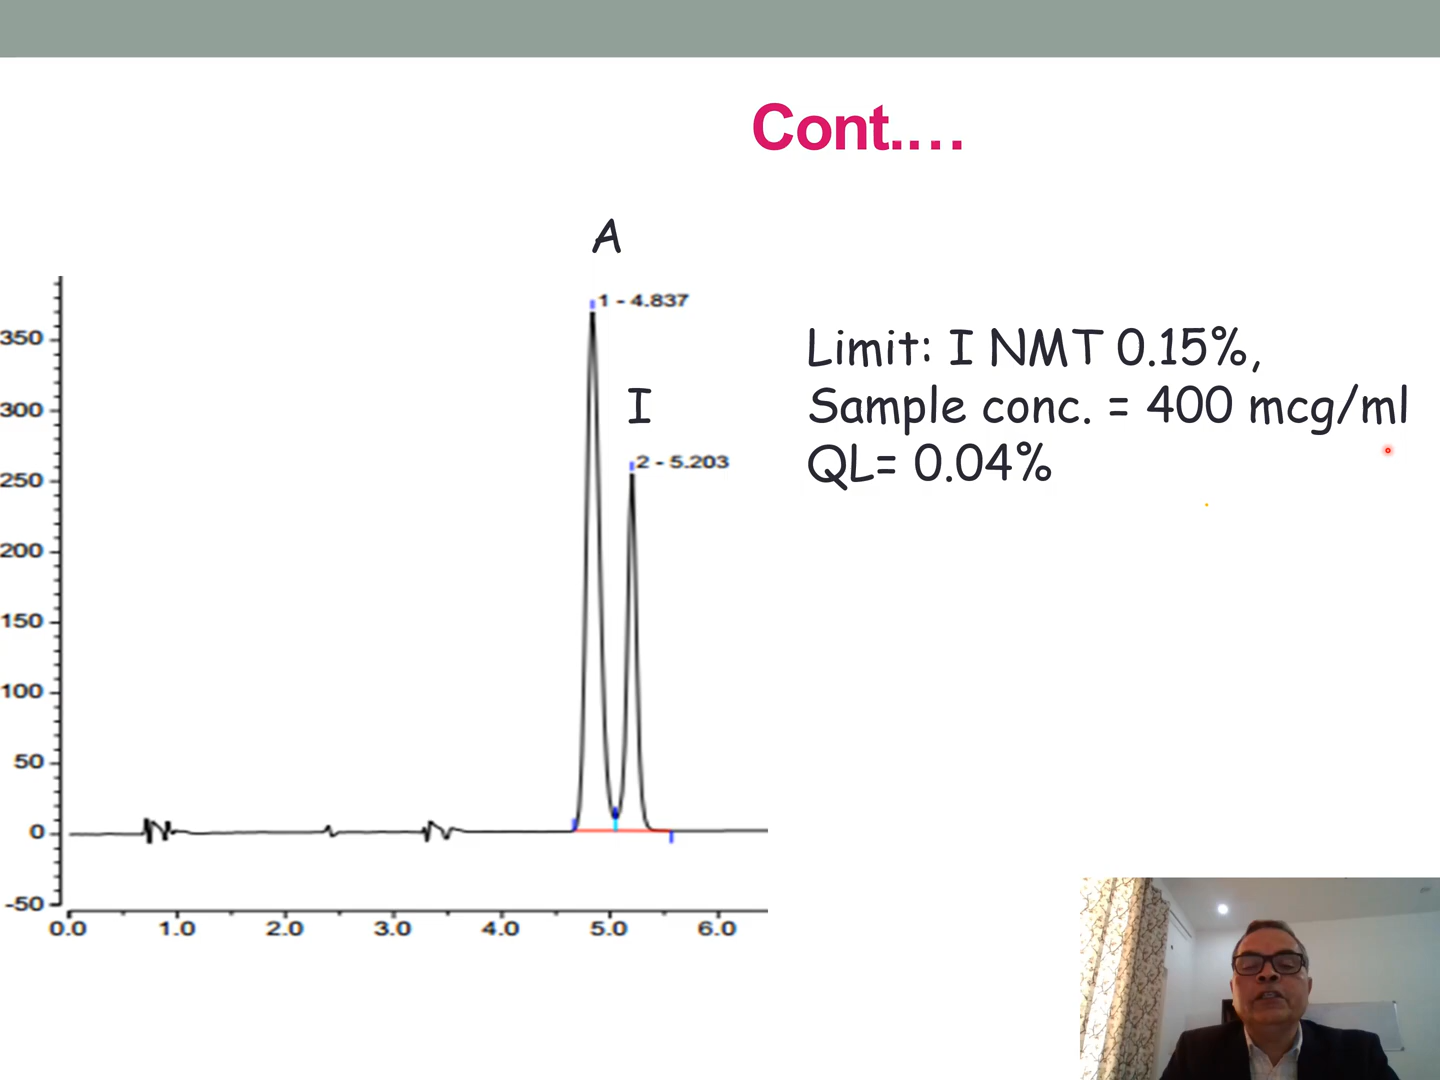 Cont....
A
1 - 4.837
I
2 - 5.203
350
300
250
200
150
100
50
0
-50
0.0 1.0 2.0 3.0 4.0 5.0 6.0
Limit: I NMT 0.15%,
Sample conc. = 400 mcg/ml
QL= 0.04%